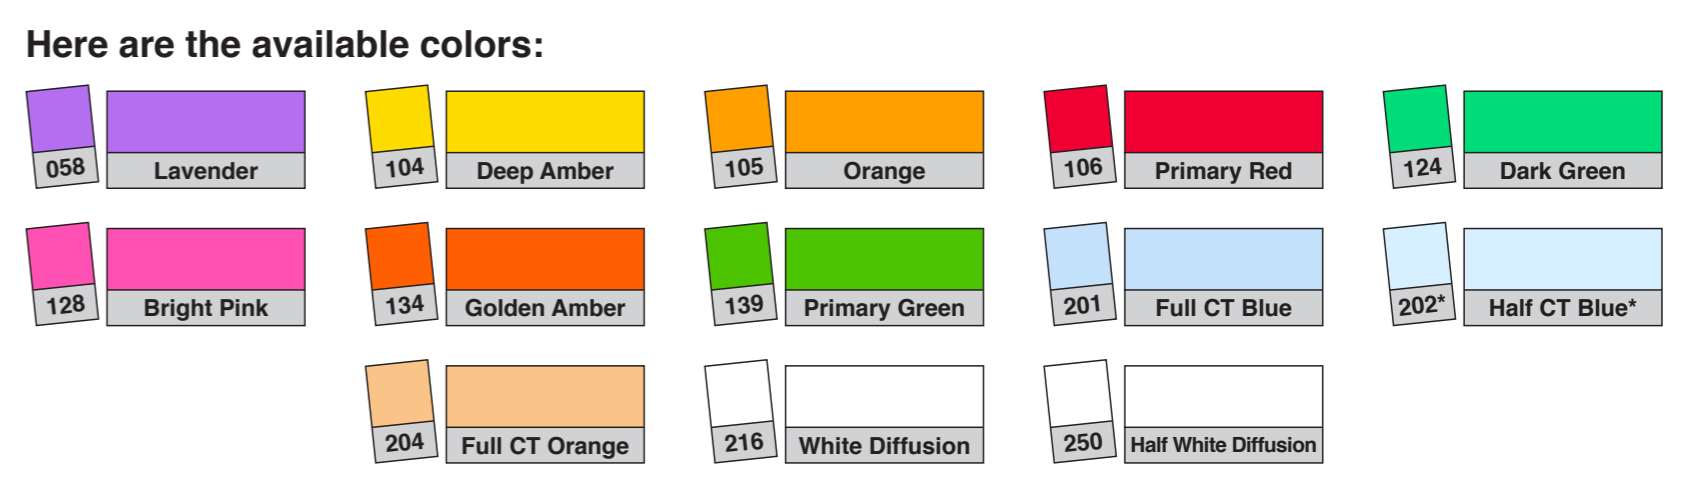 Here are the available colors:
058 Lavender
104 Deep Amber
105 Orange
106 Primary Red
124 Dark Green
128 Bright Pink
134 Golden Amber
139 Primary Green
201 Full CT Blue
202* Half CT Blue*
204 Full CT Orange
216 White Diffusion
250 Half White Diffusion